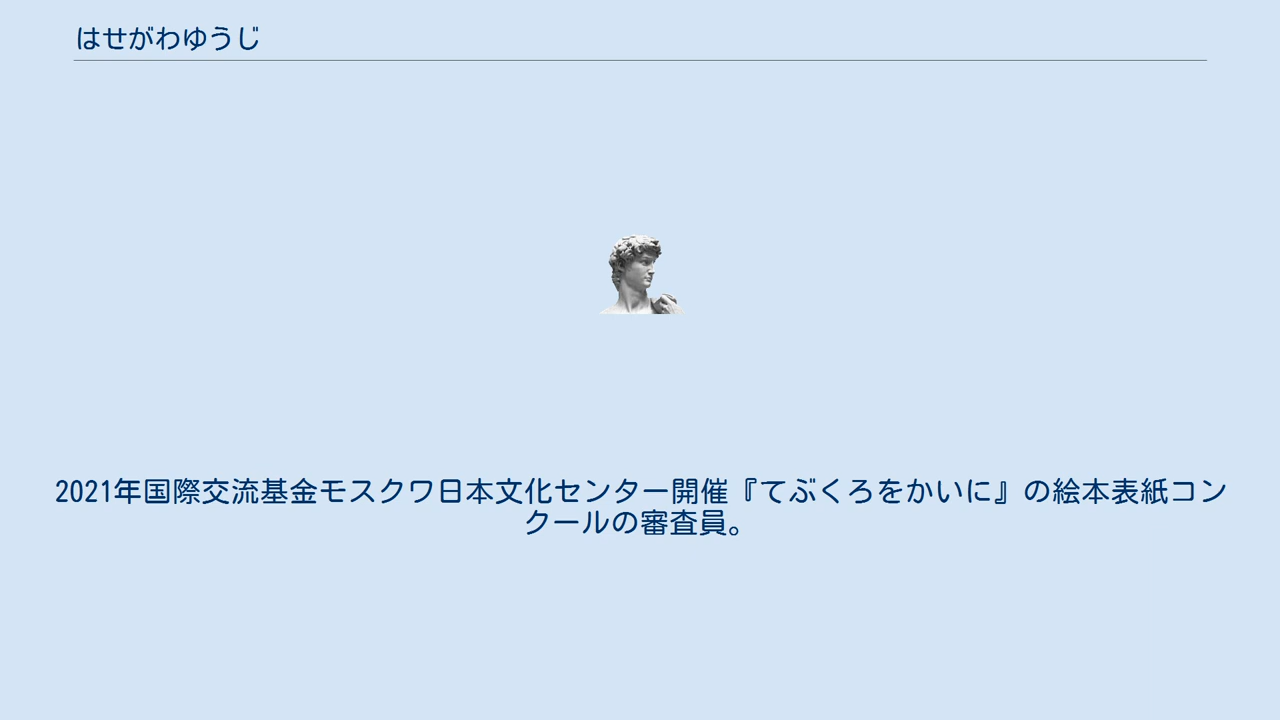 はせがわゆうじ
2021年国際交流基金モスクワ日本文化センター開催『てぶくろをかいに』の絵本表紙コン
クールの審査員。